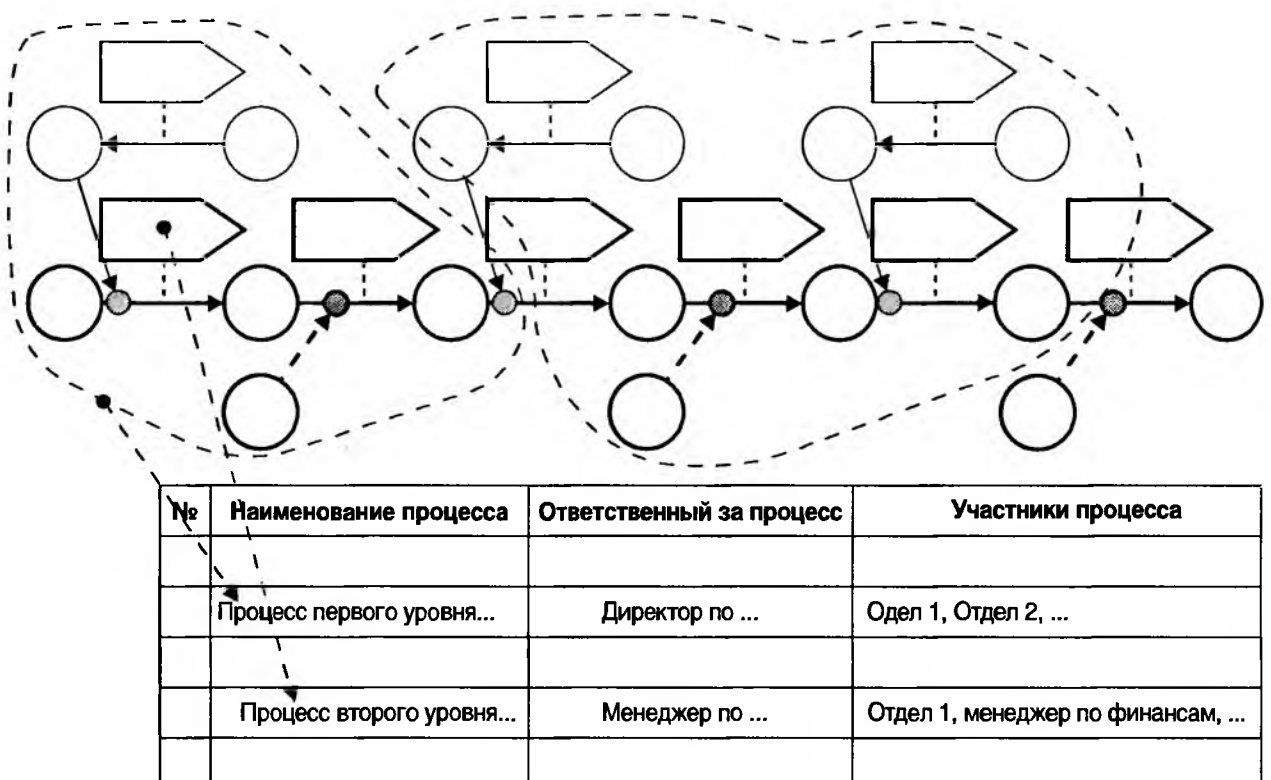 № Наименование процесса Ответственный за процесс Участники процесса
Процесс первого уровня... Директор по ... Одел 1, Отдел 2, ...
Процесс второго уровня... Менеджер по ... Отдел 1, менеджер по финансам, ...